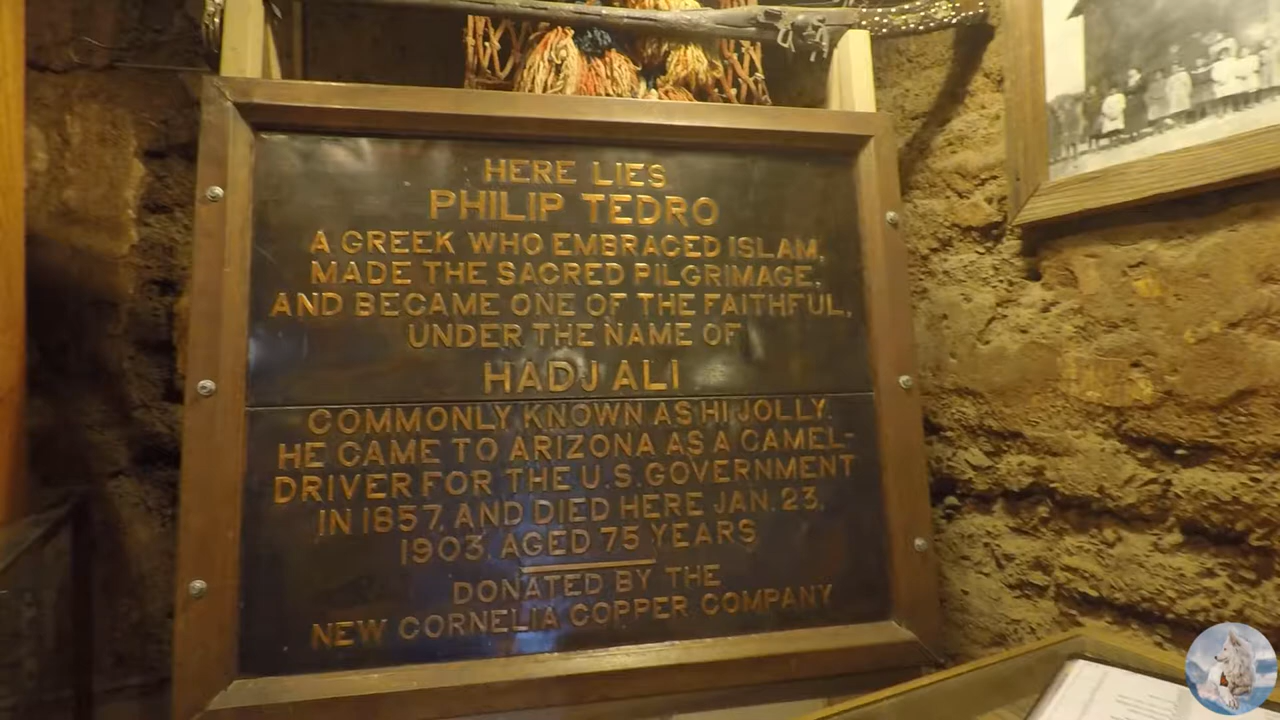 HERE LIES
PHILIP TEDRO
A GREEK WHO EMBRACED ISLAM,
MADE THE SACRED PILGRIMAGE,
AND BECAME ONE OF THE FAITHFUL,
UNDER THE NAME OF
HADJ ALI
COMMONLY KNOWN AS HI JOLLY.
HE CAME TO ARIZONA AS A CAMEL-
DRIVER FOR THE U.S. GOVERNMENT
IN 1857, AND DIED HERE JAN. 23,
1903, AGED 75 YEARS
DONATED BY THE
NEW CORNELIA COPPER COMPANY